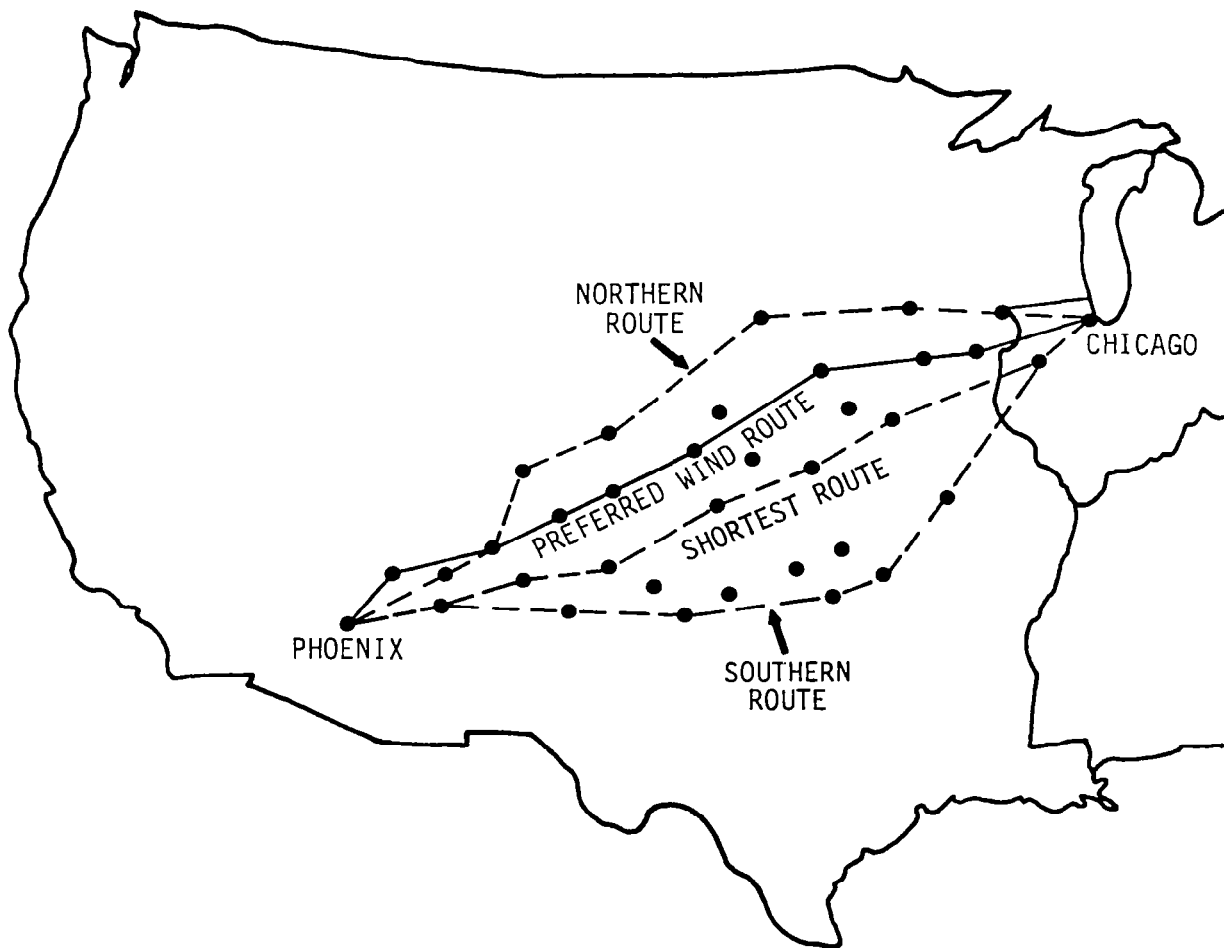 NORTHERN
ROUTE
CHICAGO
PREFERRED WIND ROUTE
SHORTEST ROUTE
PHOENIX
SOUTHERN
ROUTE